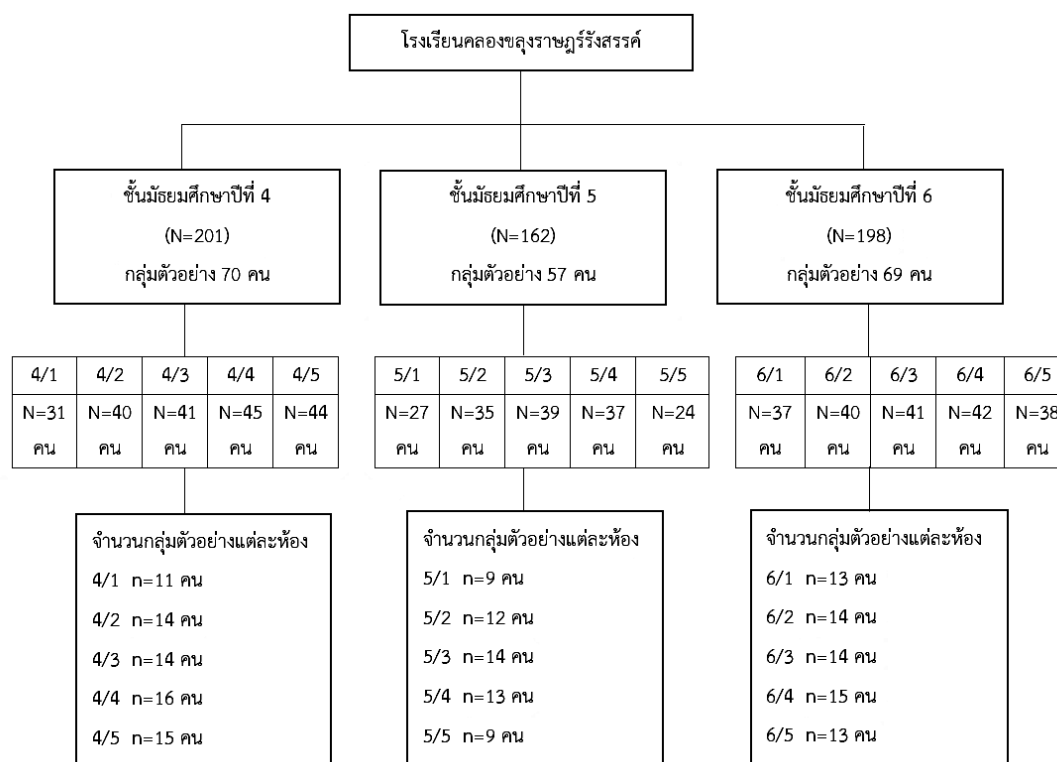 โรงเรียนคลองขลุงราษฎร์รังสรรค์
ชั้นมัธยมศึกษาปีที่ 4
(N=201)
กลุ่มตัวอย่าง 70 คน
ชั้นมัธยมศึกษาปีที่ 5
(N=162)
กลุ่มตัวอย่าง 57 คน
ชั้นมัธยมศึกษาปีที่ 6
(N=198)
กลุ่มตัวอย่าง 69 คน
4/1 4/2 4/3 4/4 4/5
N=31 N=40 N=41 N=45 N=44
คน คน คน คน คน
5/1 5/2 5/3 5/4 5/5
N=27 N=35 N=39 N=37 N=24
คน คน คน คน คน
6/1 6/2 6/3 6/4 6/5
N=37 N=40 N=41 N=42 N=38
คน คน คน คน คน
จำนวนกลุ่มตัวอย่างแต่ละห้อง
4/1 n=11 คน
4/2 n=14 คน
4/3 n=14 คน
4/4 n=16 คน
4/5 n=15 คน
จำนวนกลุ่มตัวอย่างแต่ละห้อง
5/1 n=9 คน
5/2 n=12 คน
5/3 n=14 คน
5/4 n=13 คน
5/5 n=9 คน
จำนวนกลุ่มตัวอย่างแต่ละห้อง
6/1 n=13 คน
6/2 n=14 คน
6/3 n=14 คน
6/4 n=15 คน
6/5 n=13 คน